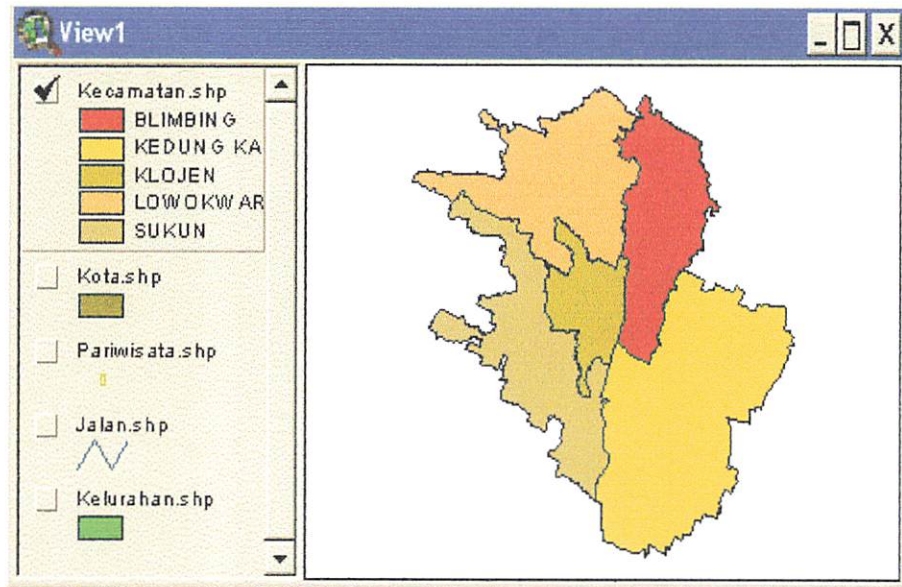 View1
Kecamatan.shp
BLIMBING
KEDUNG KA
KLOJEN
LOWOKWAR
SUKUN
Kota.shp
Pariwisata.shp
Jalan.shp
Kelurahan.shp